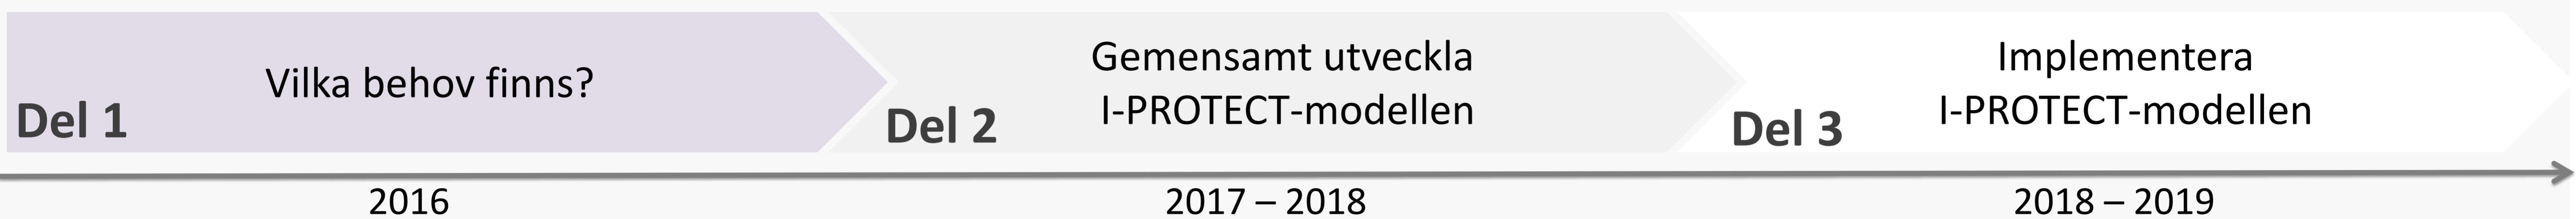 Del 1
Vilka behov finns?
Del 2
Gemensamt utveckla
I-PROTECT-modellen
Del 3
Implementera
I-PROTECT-modellen
2016
2017 – 2018
2018 – 2019